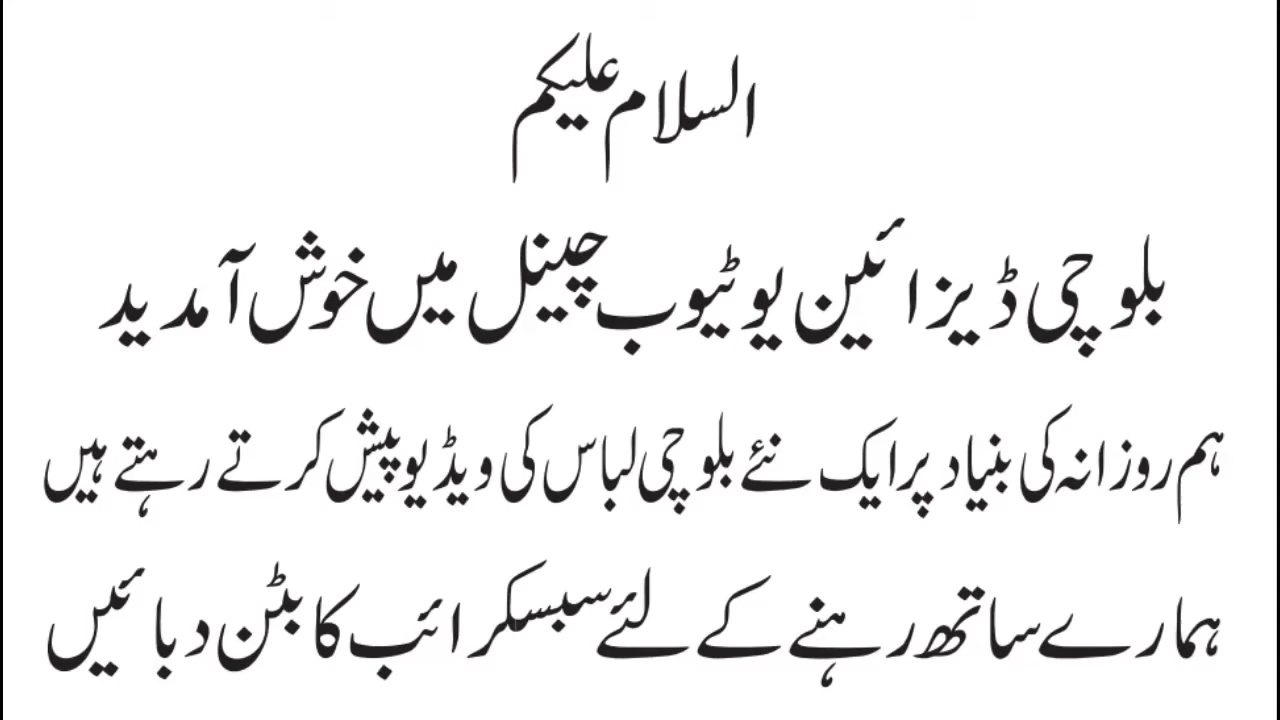 السلام علیکم
بلوچی ڈیزائین یوٹیوب چینل میں خوش آمدید
ہم روزانہ کی بنیاد پر ایک نئے بلوچی لباس کی ویڈیو پیش کرتے رہتے ہیں
ہمارے ساتھ رہنے کے لئے سبسکرائب کا بٹن دبائیں